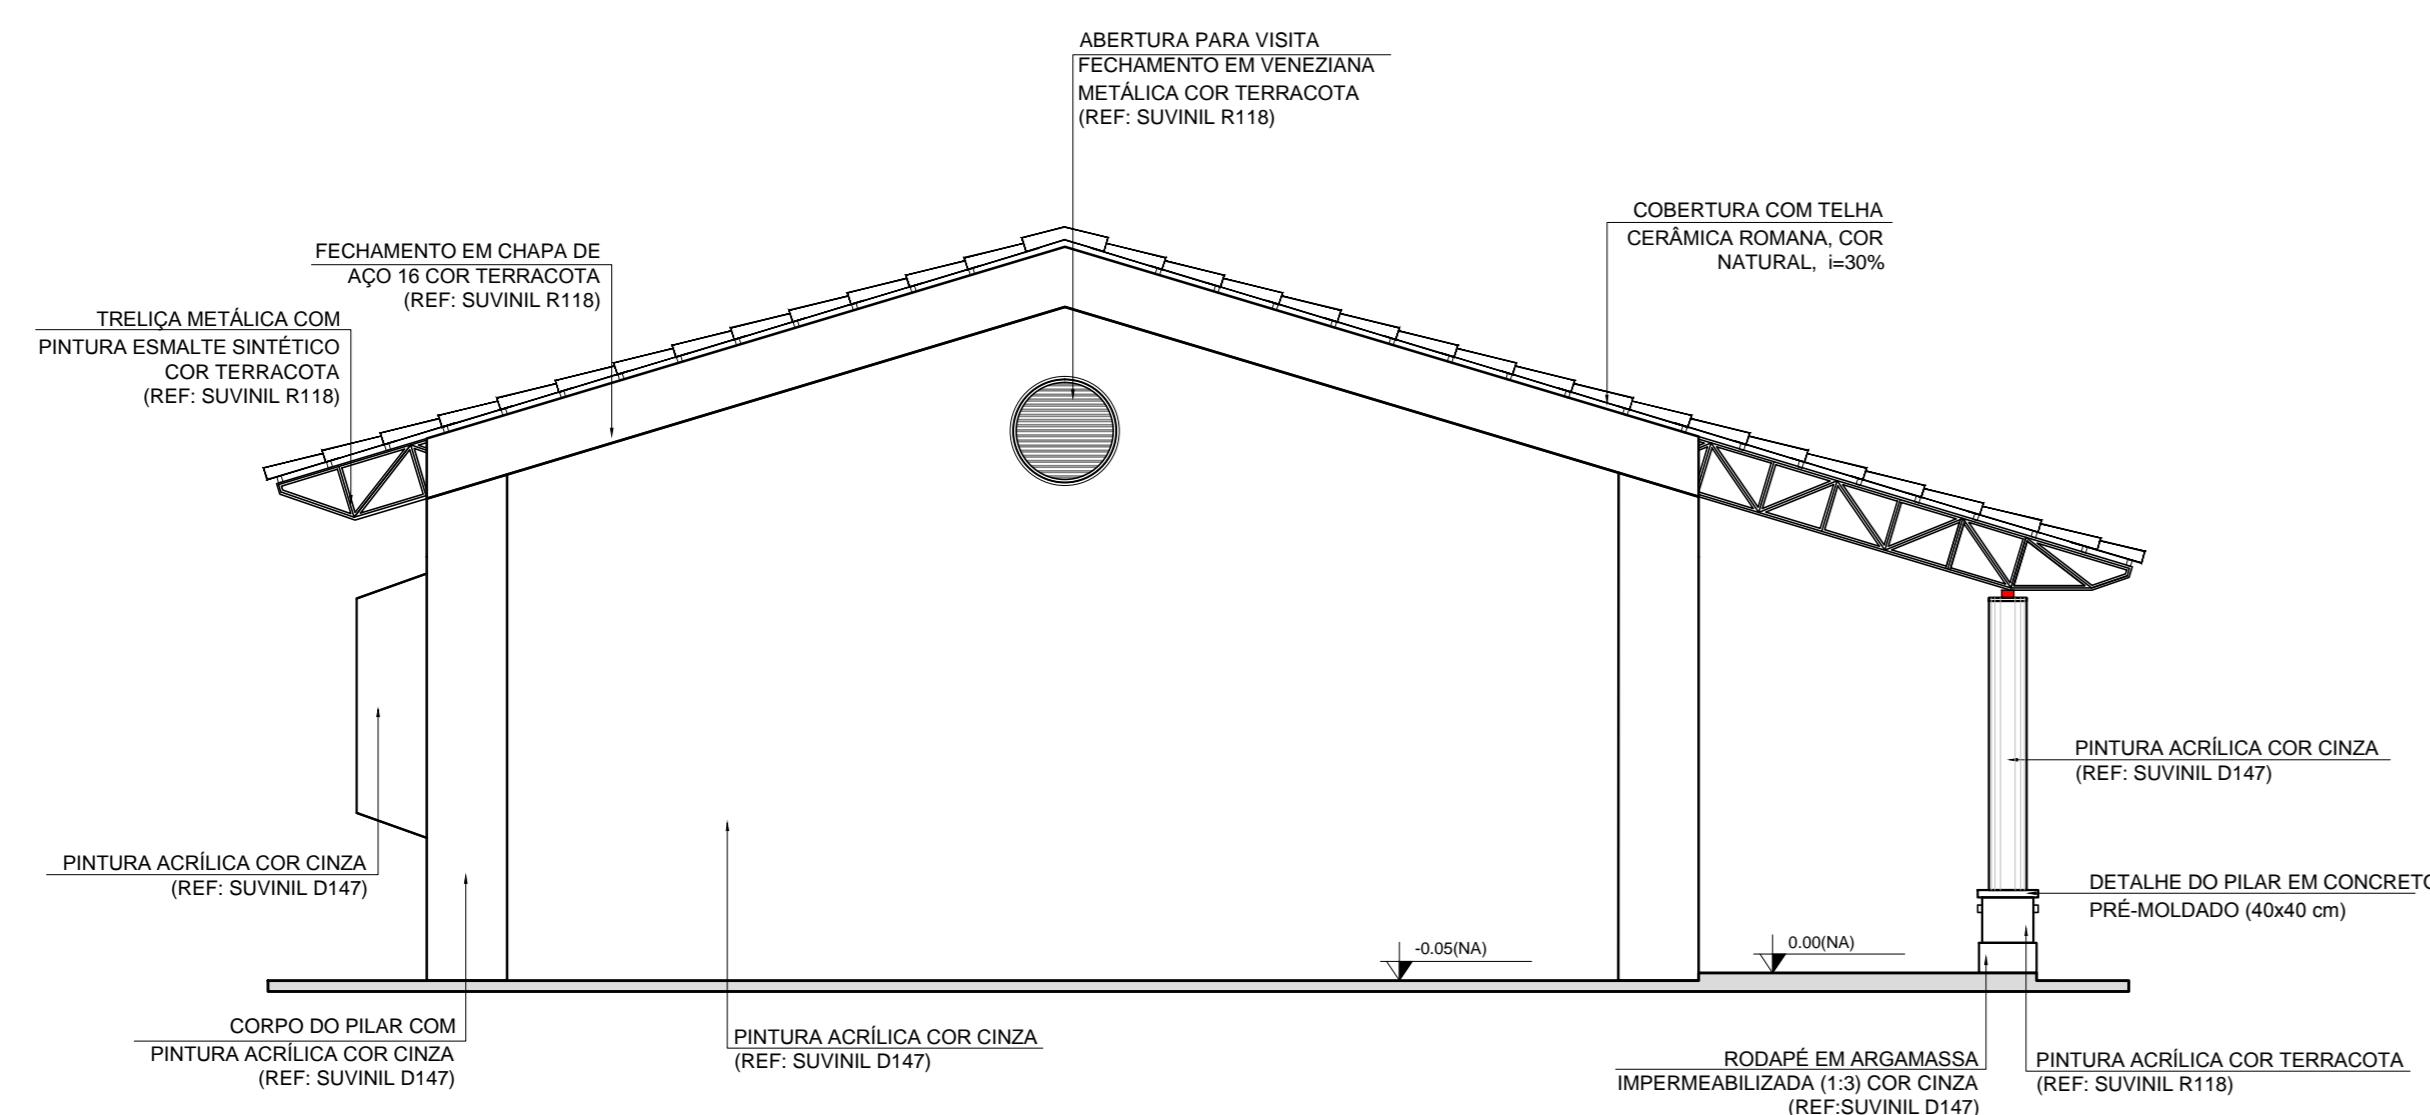 ABERTURA PARA VISITA
FECHAMENTO EM VENEZIANA
METÁLICA COR TERRACOTA
(REF: SUVINIL R118)
COBERTURA COM TELHA
CERÂMICA ROMANA, COR
NATURAL, i=30%
FECHAMENTO EM CHAPA DE
AÇO 16 COR TERRACOTA
(REF: SUVINIL R118)
TRELIÇA METÁLICA COM
PINTURA ESMALTE SINTÉTICO
COR TERRACOTA
(REF: SUVINIL R118)
PINTURA ACRÍLICA COR CINZA
(REF: SUVINIL D147)
PINTURA ACRÍLICA COR CINZA
(REF: SUVINIL D147)
DETALHE DO PILAR EM CONCRETO
PRÉ-MOLDADO (40x40 cm)
-0.05(NA)
0.00(NA)
CORPO DO PILAR COM
PINTURA ACRÍLICA COR CINZA
(REF: SUVINIL D147)
PINTURA ACRÍLICA COR CINZA
(REF: SUVINIL D147)
RODAPÉ EM ARGAMASSA
IMPERMEABILIZADA (1:3) COR CINZA
(REF:SUVINIL D147)
PINTURA ACRÍLICA COR TERRACOTA
(REF: SUVINIL R118)